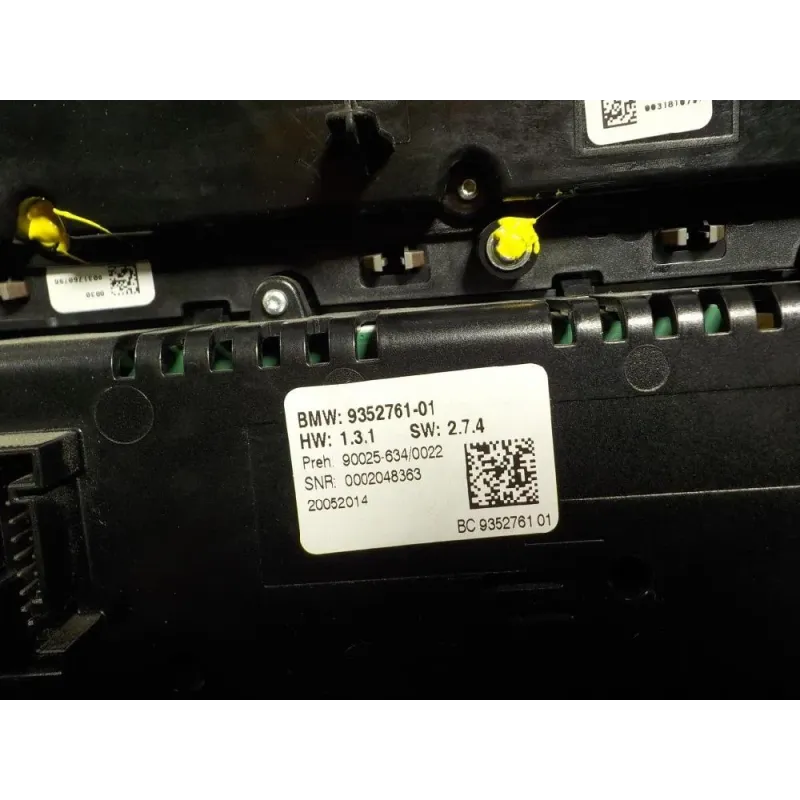 BMW: 9352761-01
HW: 1.3.1 SW: 2.7.4
Preh. 90025-634/0022
SNR: 0002048363
20052014
BC 9352761 01
0030